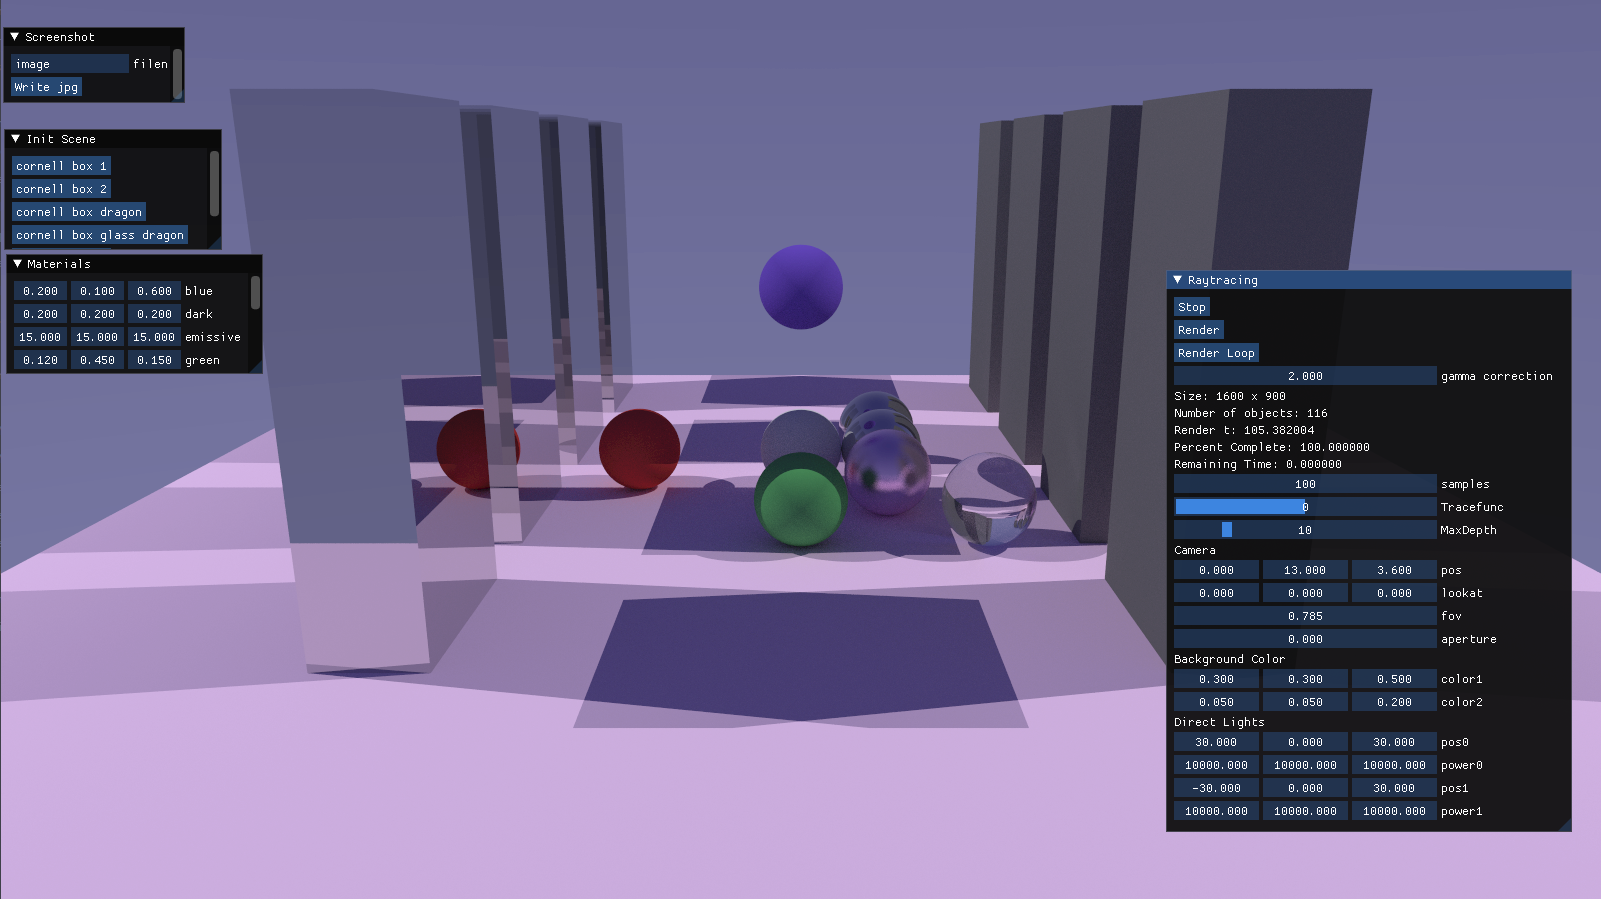 Screenshot
image filen
Write jpg
Init Scene
cornell box 1
cornell box 2
cornell box dragon
cornell box glass dragon
Materials
0.200 0.100 0.600 blue
0.200 0.200 0.200 dark
15.000 15.000 15.000 emissive
0.120 0.450 0.150 green
Raytracing
Stop
Render
Render Loop
2.000 gamma correction
Size: 1600 x 900
Number of objects: 116
Render t: 105.382004
Percent Complete: 100.000000
Remaining Time: 0.000000
100 samples
0 Tracefunc
10 MaxDepth
Camera
0.000 13.000 3.600 pos
0.000 0.000 0.000 lookat
0.785 fov
0.000 aperture
Background Color
0.300 0.300 0.500 color1
0.050 0.050 0.200 color2
Direct Lights
30.000 0.000 30.000 pos0
10000.000 10000.000 10000.000 power0
-30.000 0.000 30.000 pos1
10000.000 10000.000 10000.000 power1